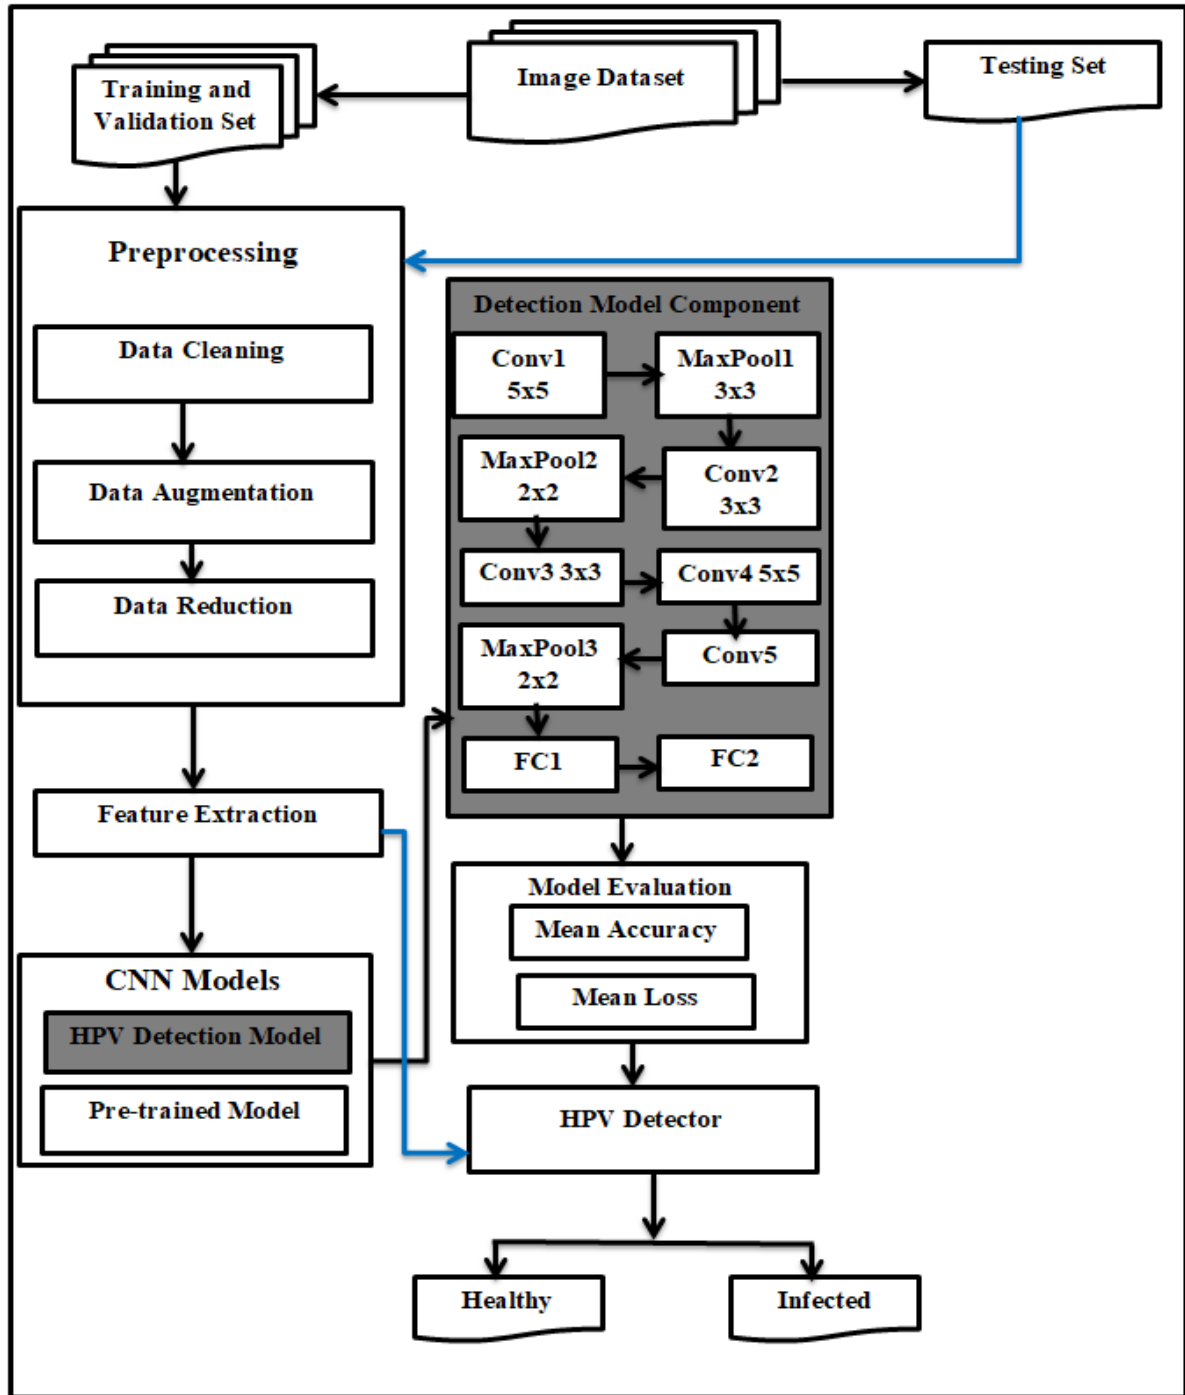 Image Dataset
Training and
Validation Set
Testing Set
Preprocessing
Data Cleaning
Data Augmentation
Data Reduction
Feature Extraction
CNN Models
HPV Detection Model
Pre-trained Model
Detection Model Component
Conv1
5x5
MaxPool1
3x3
MaxPool2
2x2
Conv2
3x3
Conv3 3x3
Conv4 5x5
MaxPool3
2x2
Conv5
FC1
FC2
Model Evaluation
Mean Accuracy
Mean Loss
HPV Detector
Healthy
Infected